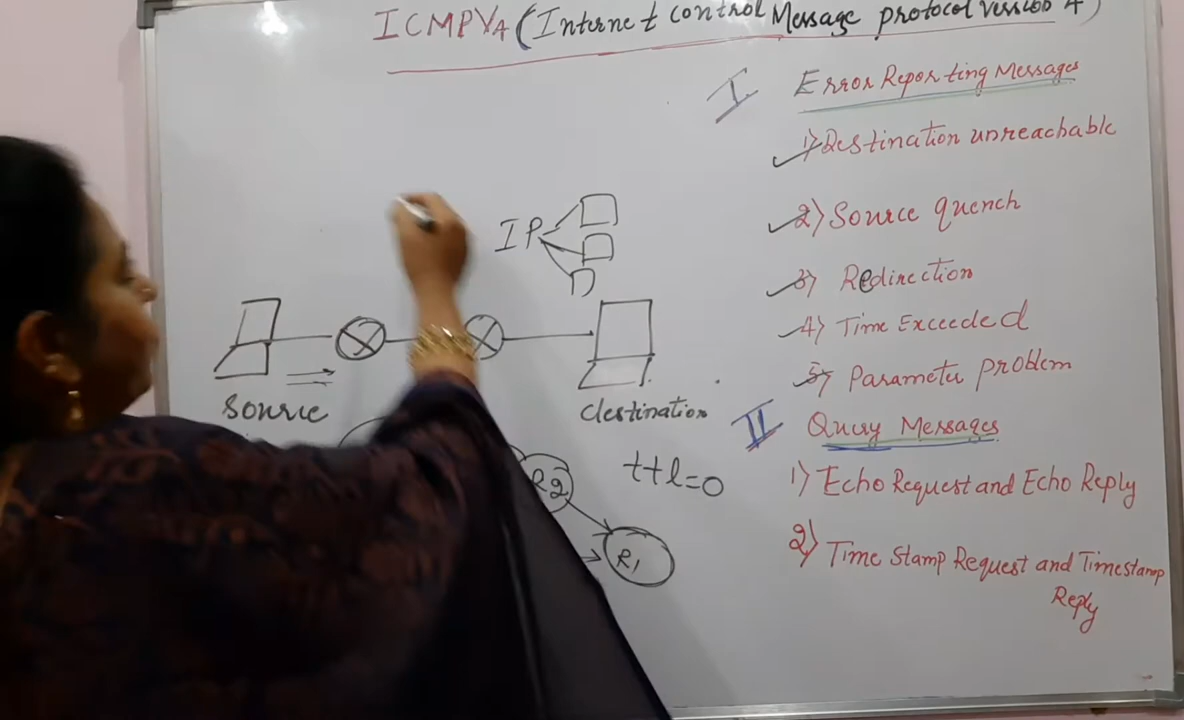 ICMPV4 (Internet control Message protocol version 4)
I Error Reporting Messages
1) Destination unreachable
2) Source quench
3) Redirection
4) Time Exceeded
5) Parameter problem
II Query Messages
1) Echo Request and Echo Reply
2) Time Stamp Request and Timestamp
Reply
IP
source
destination
ttl=0
R2
R1